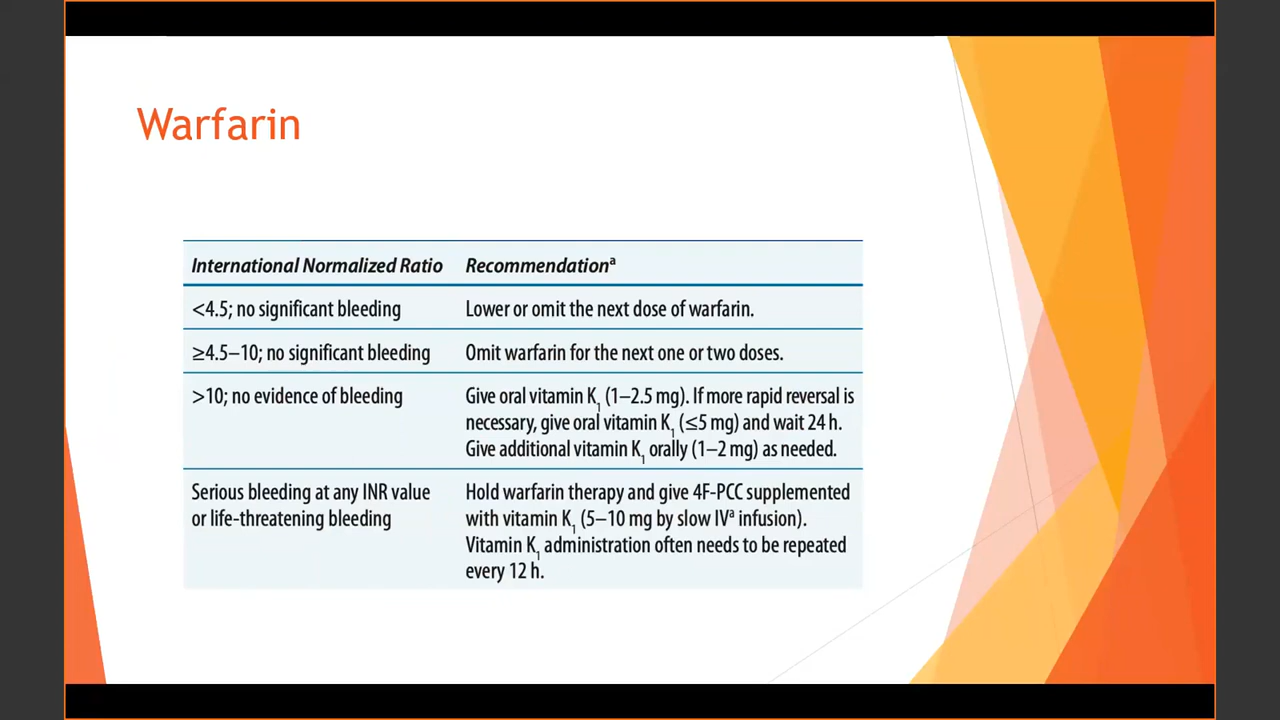 Warfarin
International Normalized Ratio Recommendationᵃ
<4.5; no significant bleeding Lower or omit the next dose of warfarin.
≥4.5–10; no significant bleeding Omit warfarin for the next one or two doses.
>10; no evidence of bleeding Give oral vitamin K₁ (1–2.5 mg). If more rapid reversal is
necessary, give oral vitamin K₁ (≤5 mg) and wait 24 h.
Give additional vitamin K₁ orally (1–2 mg) as needed.
Serious bleeding at any INR value Hold warfarin therapy and give 4F-PCC supplemented
or life-threatening bleeding with vitamin K₁ (5–10 mg by slow IVᵃ infusion).
Vitamin K₁ administration often needs to be repeated
every 12 h.